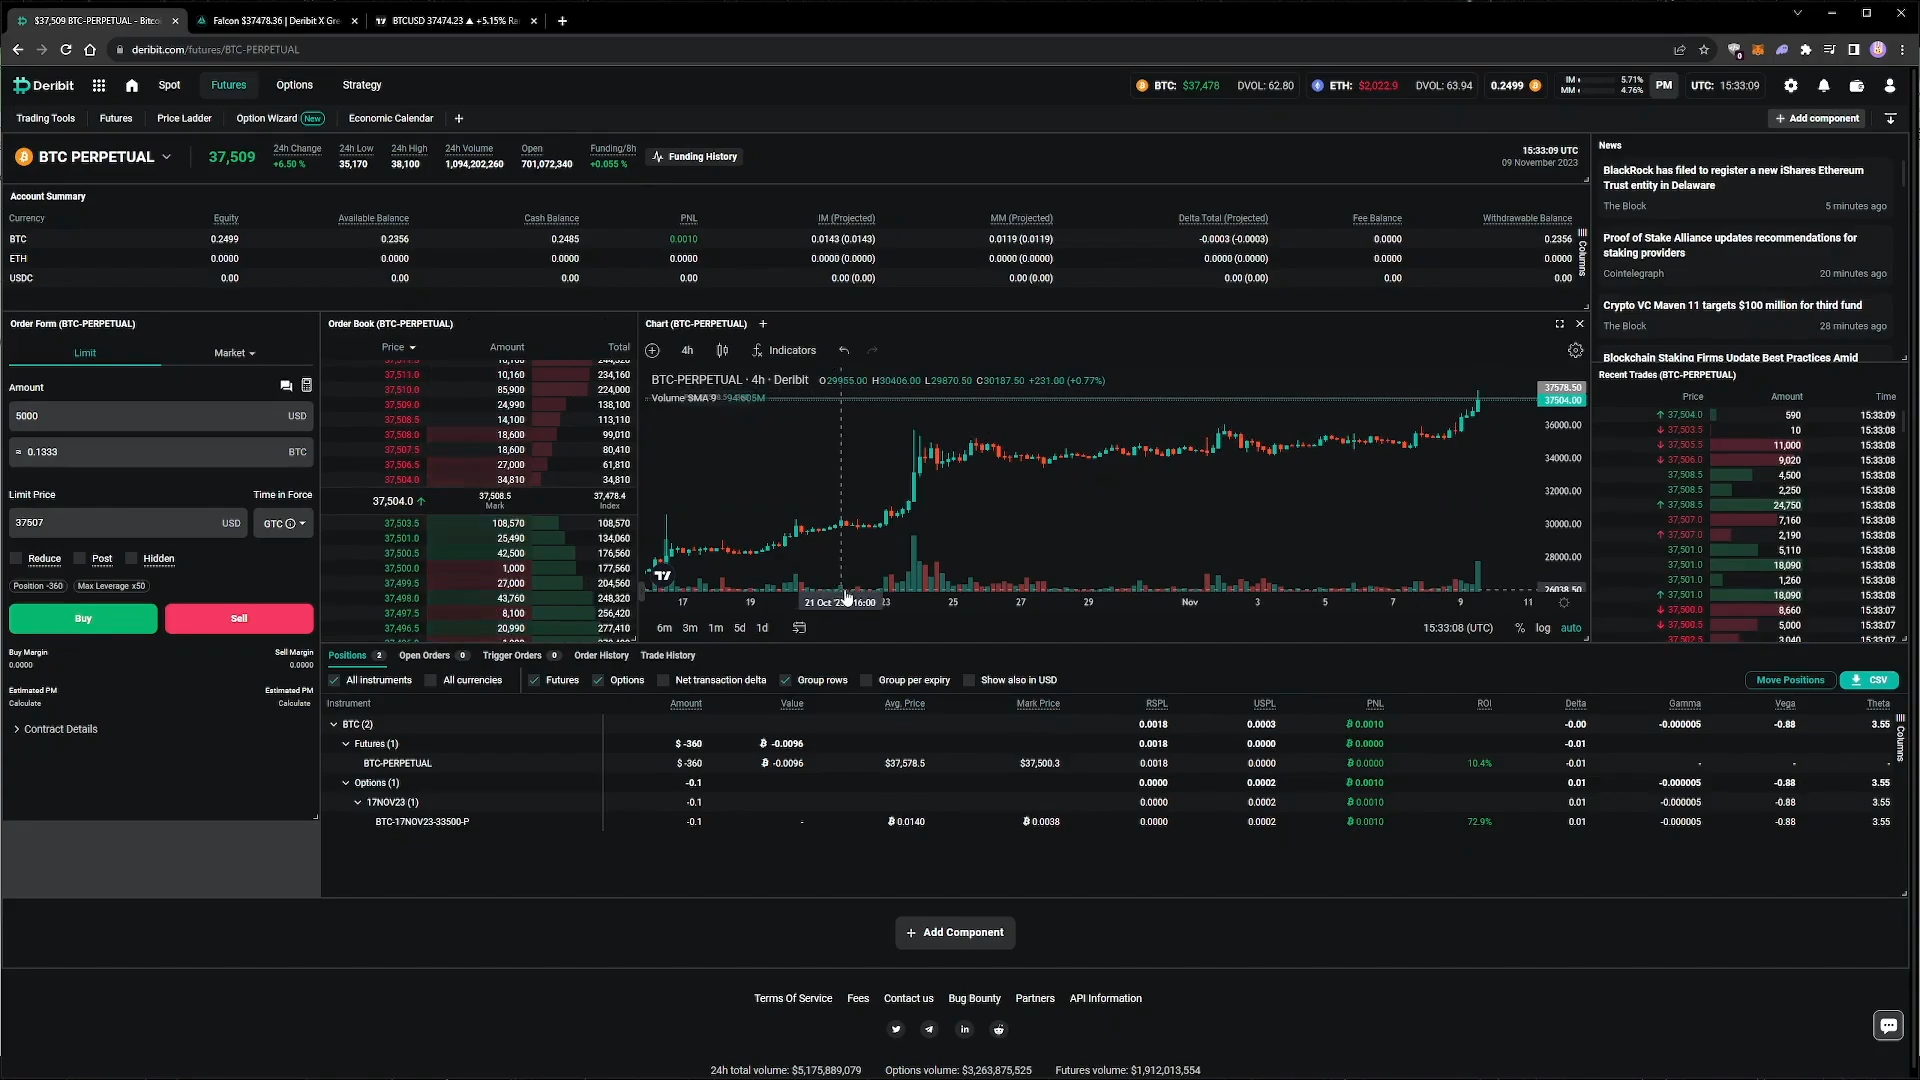 $37,509 BTC-PERPETUAL - Bitco
Falcon $37478.36 | Deribit X Gre
BTCUSD 37474.23 ▲ +5.15% Ra
deribit.com/futures/BTC-PERPETUAL
Deribit Spot Futures Options Strategy BTC: $37,478 DVOL: 62.80 ETH: $2,022.9 DVOL: 63.94 0.2499 IM 5.71% MM 4.76% PM UTC: 15:33:09
Trading Tools Futures Price Ladder Option Wizard New Economic Calendar + + Add component
BTC PERPETUAL 37,509 24h Change 24h Low 24h High 24h Volume Open Funding/8h Funding History 15:33:09 UTC
+6.50 % 35,170 38,100 1,094,202,260 701,072,340 +0.055 % 09 November 2023
Account Summary
Currency Equity Available Balance Cash Balance PNL IM (Projected) MM (Projected) Delta Total (Projected) Fee Balance Withdrawable Balance
BTC 0.2499 0.2356 0.2485 0.0010 0.0143 (0.0143) 0.0119 (0.0119) -0.0003 (-0.0003) 0.0000 0.2356
ETH 0.0000 0.0000 0.0000 0.0000 0.0000 (0.0000) 0.0000 (0.0000) 0.0000 (0.0000) 0.0000 0.0000
USDC 0.00 0.00 0.00 0.00 0.00 (0.00) 0.00 (0.00) 0.00 (0.00) 0.00 0.00
Columns
News
BlackRock has filed to register a new iShares Ethereum
Trust entity in Delaware
The Block 5 minutes ago
Proof of Stake Alliance updates recommendations for
staking providers
Cointelegraph 20 minutes ago
Crypto VC Maven 11 targets $100 million for third fund
The Block 28 minutes ago
Blockchain Staking Firms Update Best Practices Amid
Order Form (BTC-PERPETUAL)
Limit Market
Amount
5000 USD
≈ 0.1333 BTC
Limit Price Time in Force
37507 USD GTC
Reduce Post Hidden
Position -360 Max Leverage x50
Buy Sell
Buy Margin Sell Margin
0.0000 0.0000
Estimated PM Estimated PM
Calculate Calculate
Contract Details
Order Book (BTC-PERPETUAL)
Price Amount Total
37,511.0 10,160 234,160
37,510.0 85,900 224,000
37,509.0 24,990 138,100
37,508.5 14,100 113,110
37,508.0 18,600 99,010
37,507.5 18,600 80,410
37,506.5 27,000 61,810
37,504.0 34,810 34,810
37,504.0 37,508.5 37,478.4
Mark Index
37,503.5 108,570 108,570
37,501.0 25,490 134,060
37,500.5 42,500 176,560
37,500.0 1,000 177,560
37,499.5 27,000 204,560
37,498.0 43,760 248,320
37,497.5 8,100 256,420
37,496.5 20,990 277,410
Chart (BTC-PERPETUAL) +
4h Indicators
BTC-PERPETUAL · 4h · Deribit O29955.00 H30406.00 L29870.50 C30187.50 +231.00 (+0.77%)
Volume SMA 9
37578.50
37504.00
36000.00
34000.00
32000.00
30000.00
28000.00
26038.50
17 19 21 Oct '23 16:00 23 25 27 29 Nov 3 5 7 9 11
6m 3m 1m 5d 1d 15:33:08 (UTC) % log auto
Recent Trades (BTC-PERPETUAL)
Price Amount Time
37,504.0 590 15:33:09
37,503.5 10 15:33:08
37,505.5 11,000 15:33:08
37,506.0 9,020 15:33:08
37,508.5 4,500 15:33:08
37,508.5 2,250 15:33:08
37,508.5 24,750 15:33:08
37,507.0 7,160 15:33:08
37,507.0 2,190 15:33:08
37,501.0 5,110 15:33:08
37,501.0 18,090 15:33:08
37,501.0 1,260 15:33:08
37,501.0 18,090 15:33:08
37,500.0 8,660 15:33:07
37,500.5 5,000 15:33:07
37,502.5 3,040 15:33:07
Positions 2 Open Orders 0 Trigger Orders 0 Order History Trade History
All instruments All currencies Futures Options Net transaction delta Group rows Group per expiry Show also in USD Move Positions CSV
Instrument Amount Value Avg. Price Mark Price RSPL USPL PNL ROI Delta Gamma Vega Theta
BTC (2) 0.0018 0.0003 ₿ 0.0010 -0.00 -0.000005 -0.88 3.55
Futures (1) $ -360 ₿ -0.0096 0.0018 0.0000 ₿ 0.0000 -0.01
BTC-PERPETUAL $ -360 ₿ -0.0096 $37,578.5 $37,500.3 0.0018 0.0000 ₿ 0.0000 10.4% -0.01 - - -
Options (1) -0.1 0.0000 0.0002 ₿ 0.0010 0.01 -0.000005 -0.88 3.55
17NOV23 (1) -0.1 0.0000 0.0002 ₿ 0.0010 0.01 -0.000005 -0.88 3.55
BTC-17NOV23-33500-P -0.1 - ₿ 0.0140 ₿ 0.0038 0.0000 0.0002 ₿ 0.0010 72.9% 0.01 -0.000005 -0.88 3.55
Columns
+ Add Component
Terms Of Service Fees Contact us Bug Bounty Partners API Information
24h total volume: $5,175,889,079 Options volume: $3,263,875,525 Futures volume: $1,912,013,554